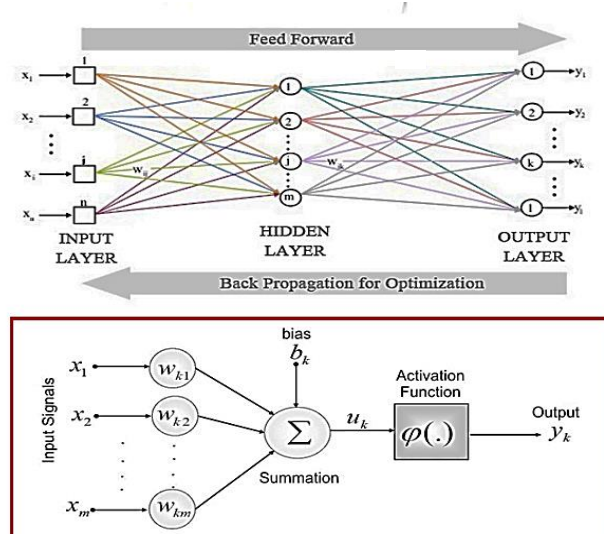 Feed Forward
x₁ 1 1 1 y₁
x₂ 2 2 2 y₂
xᵢ i wᵢⱼ j wⱼₖ k yₖ
xₙ n m l yₗ
INPUT LAYER
HIDDEN LAYER
OUTPUT LAYER
Back Propagation for Optimization
bias
bₖ
Input Signals
x₁ wₖ₁
x₂ wₖ₂
xₘ wₖₘ
Σ
Summation
uₖ
Activation Function
φ(.)
Output
yₖ